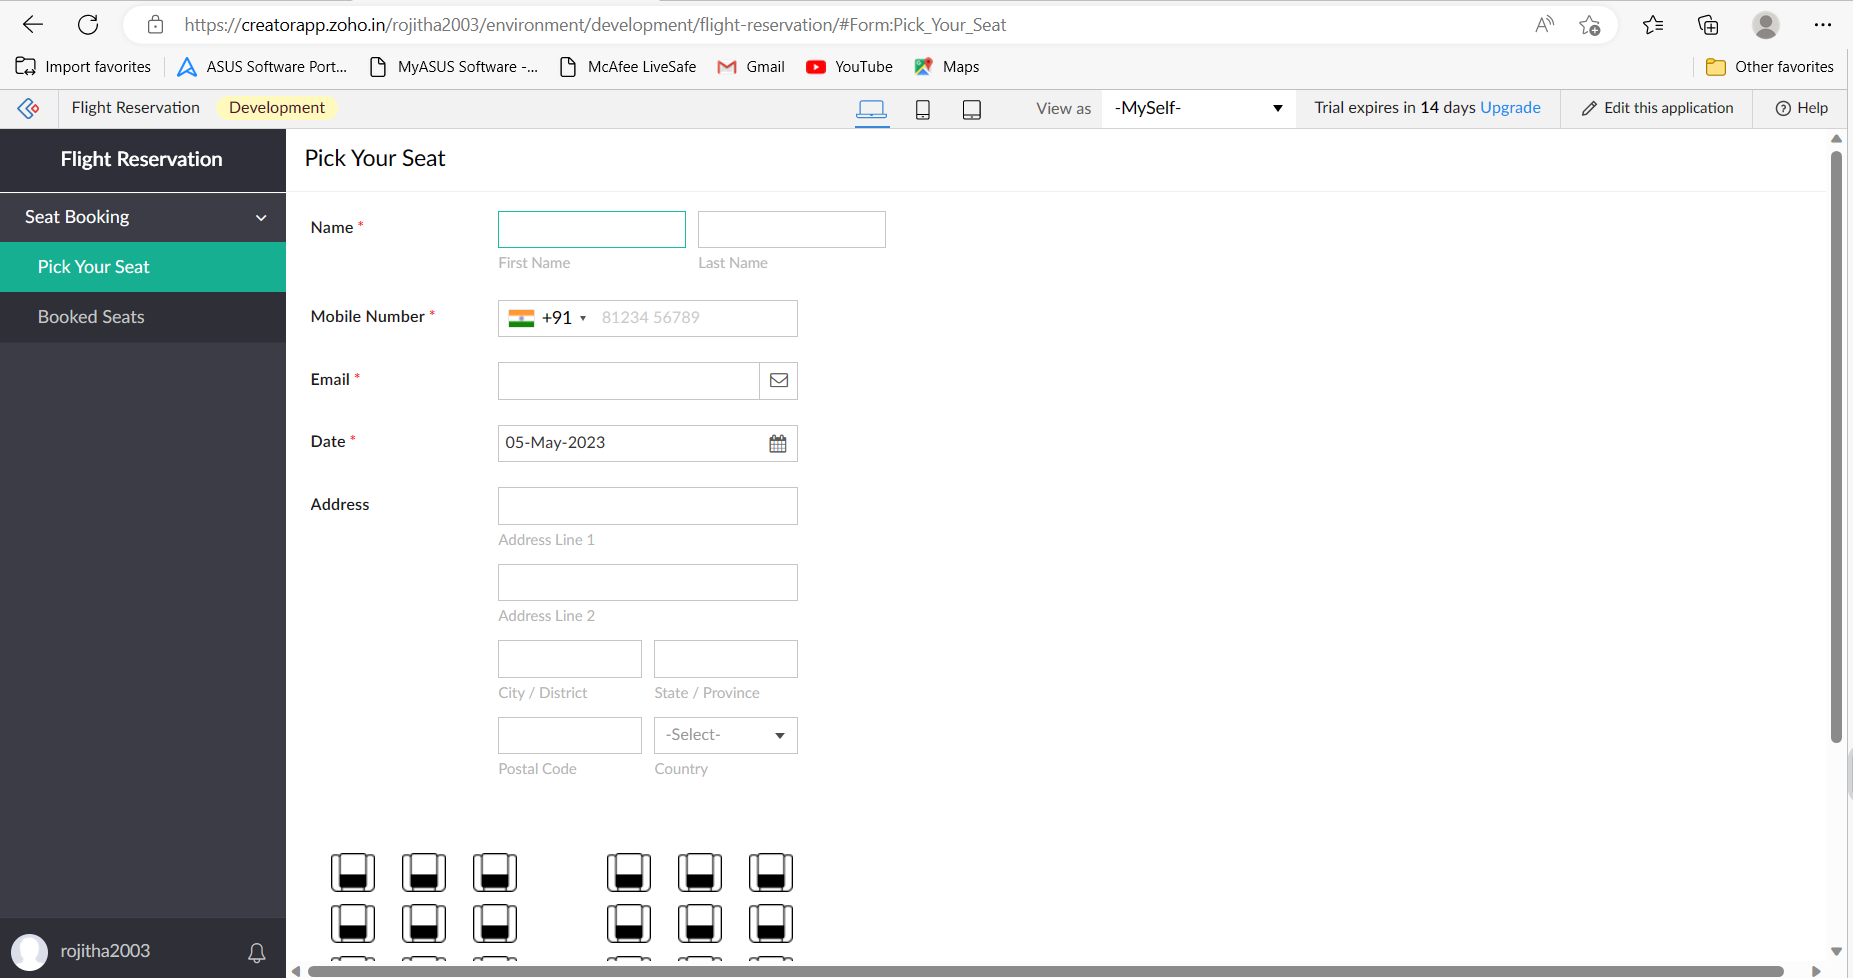 https://creatorapp.zoho.in/rojitha2003/environment/development/flight-reservation/#Form:Pick_Your_Seat
Import favorites ASUS Software Port... MyASUS Software -... McAfee LiveSafe Gmail YouTube Maps Other favorites
Flight Reservation Development View as -MySelf- Trial expires in 14 days Upgrade Edit this application Help
Flight Reservation
Pick Your Seat
Seat Booking
Pick Your Seat
Booked Seats
Name *
First Name Last Name
Mobile Number * +91 81234 56789
Email *
Date * 05-May-2023
Address
Address Line 1
Address Line 2
City / District State / Province
-Select-
Postal Code Country
rojitha2003